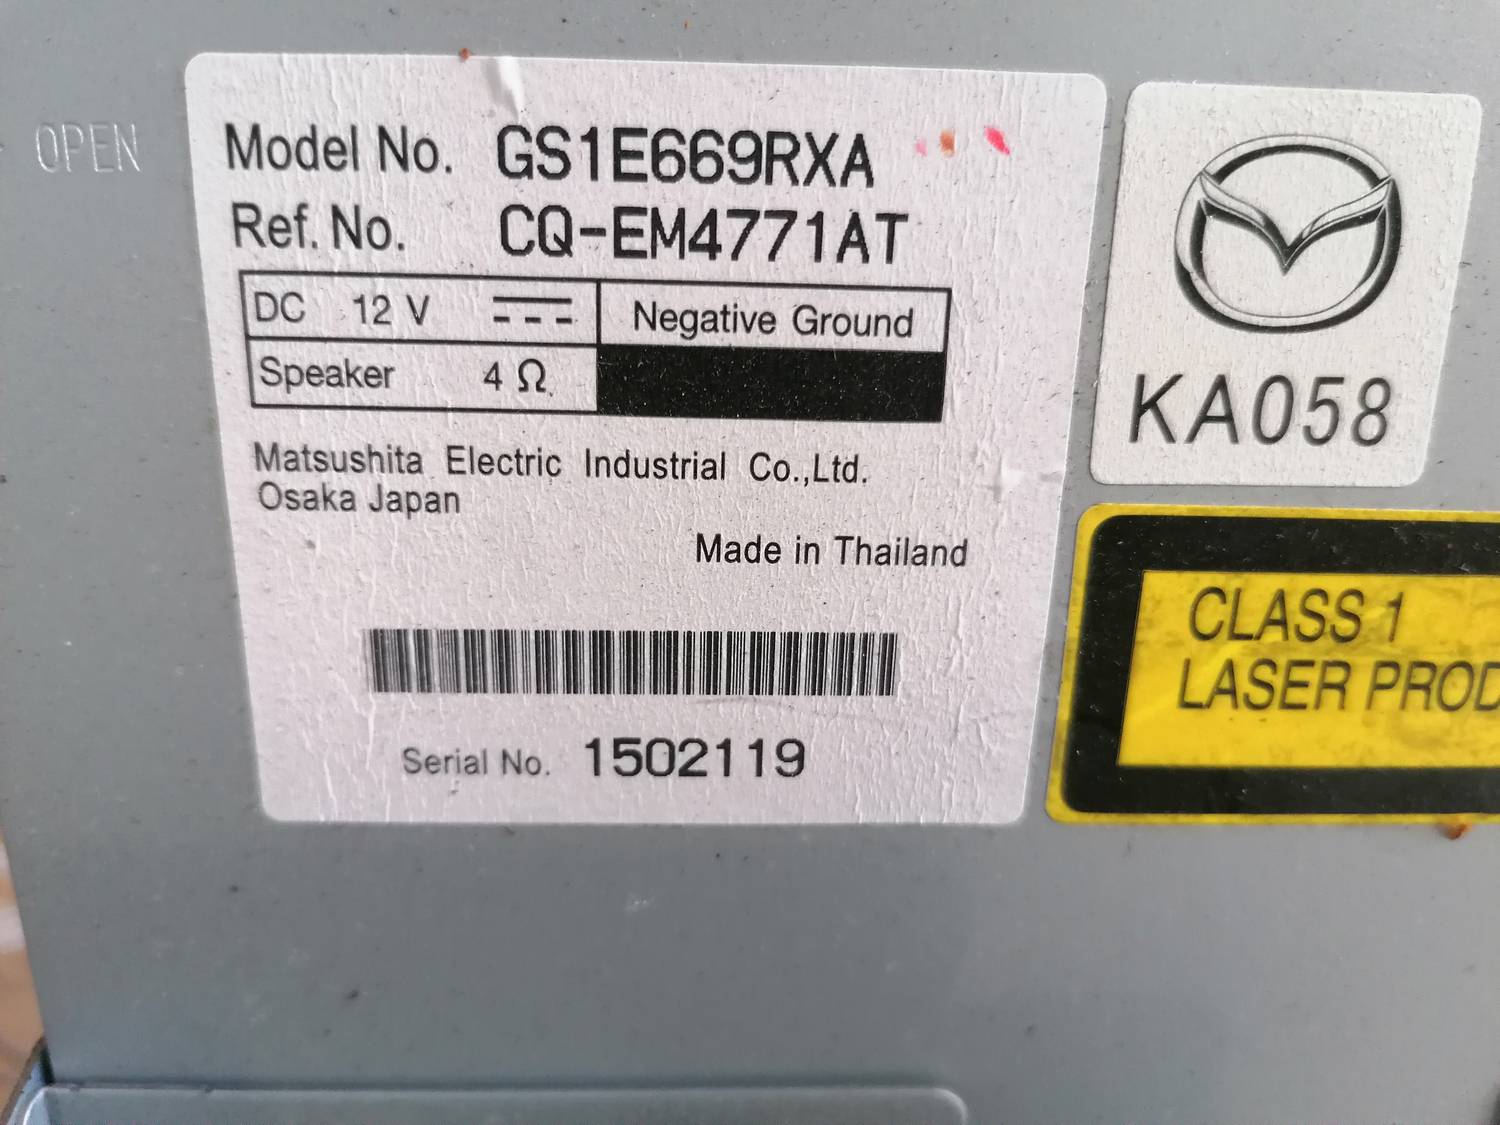 OPEN
Model No. GS1E669RXA
Ref. No. CQ-EM4771AT
DC 12 V Negative Ground
Speaker 4 Ω
Matsushita Electric Industrial Co.,Ltd.
Osaka Japan
Made in Thailand
Serial No. 1502119
KA058
CLASS 1
LASER PROD